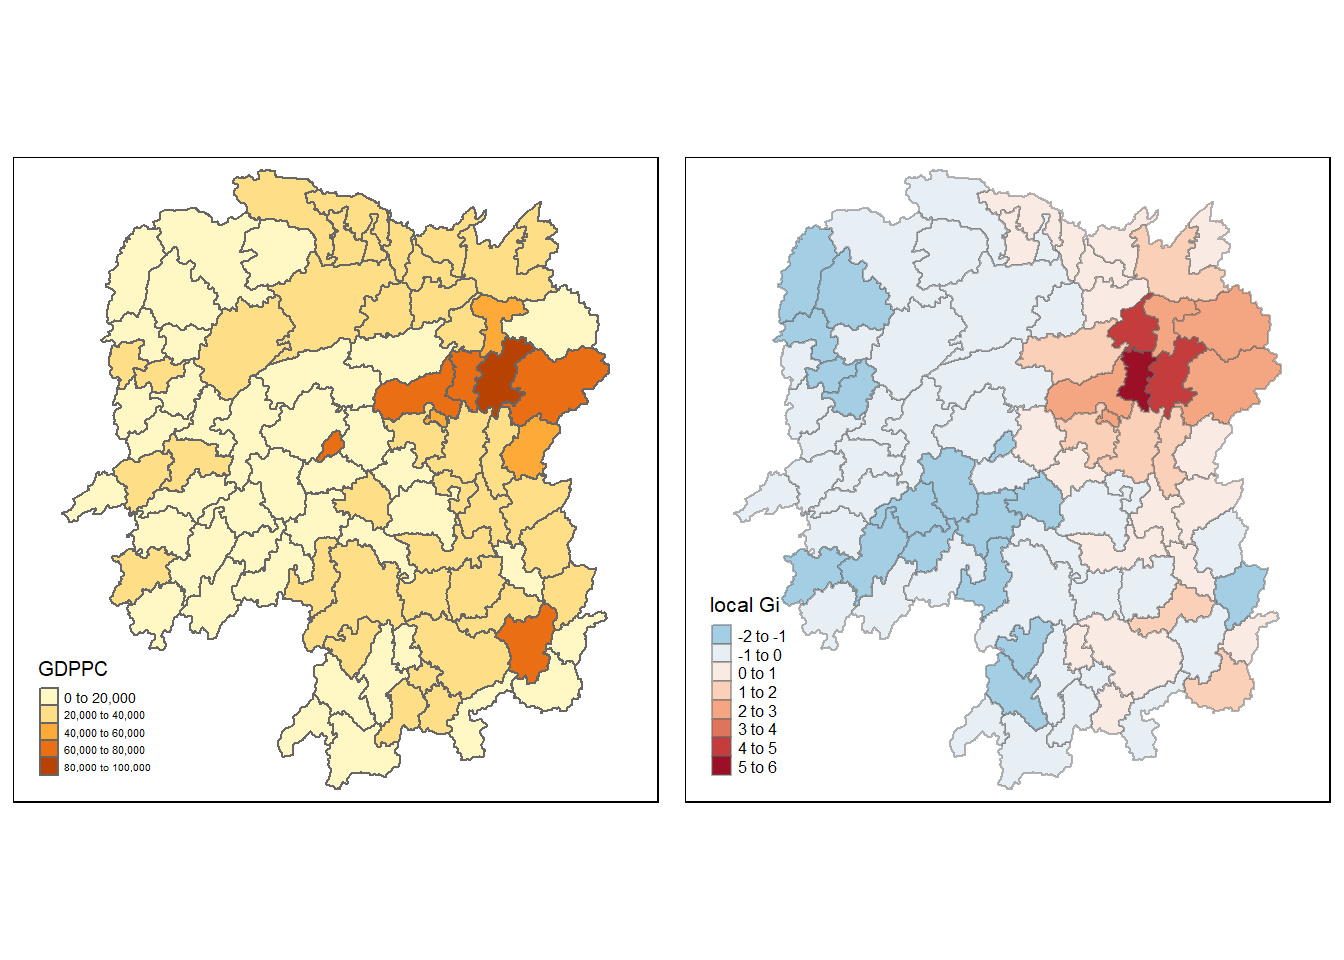 GDPPC
0 to 20,000
20,000 to 40,000
40,000 to 60,000
60,000 to 80,000
80,000 to 100,000
local Gi
-2 to -1
-1 to 0
0 to 1
1 to 2
2 to 3
3 to 4
4 to 5
5 to 6